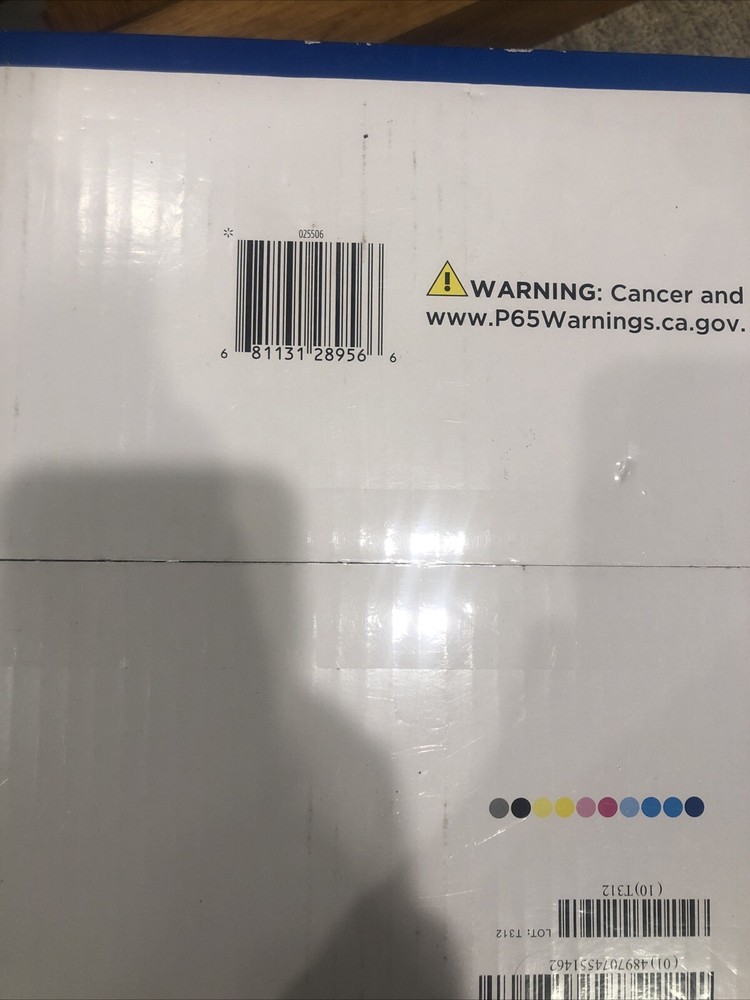 025506
6 81131 28956 6
WARNING: Cancer and
www.P65Warnings.ca.gov.
(10)T312
LOT: T312
(01)4897074551462